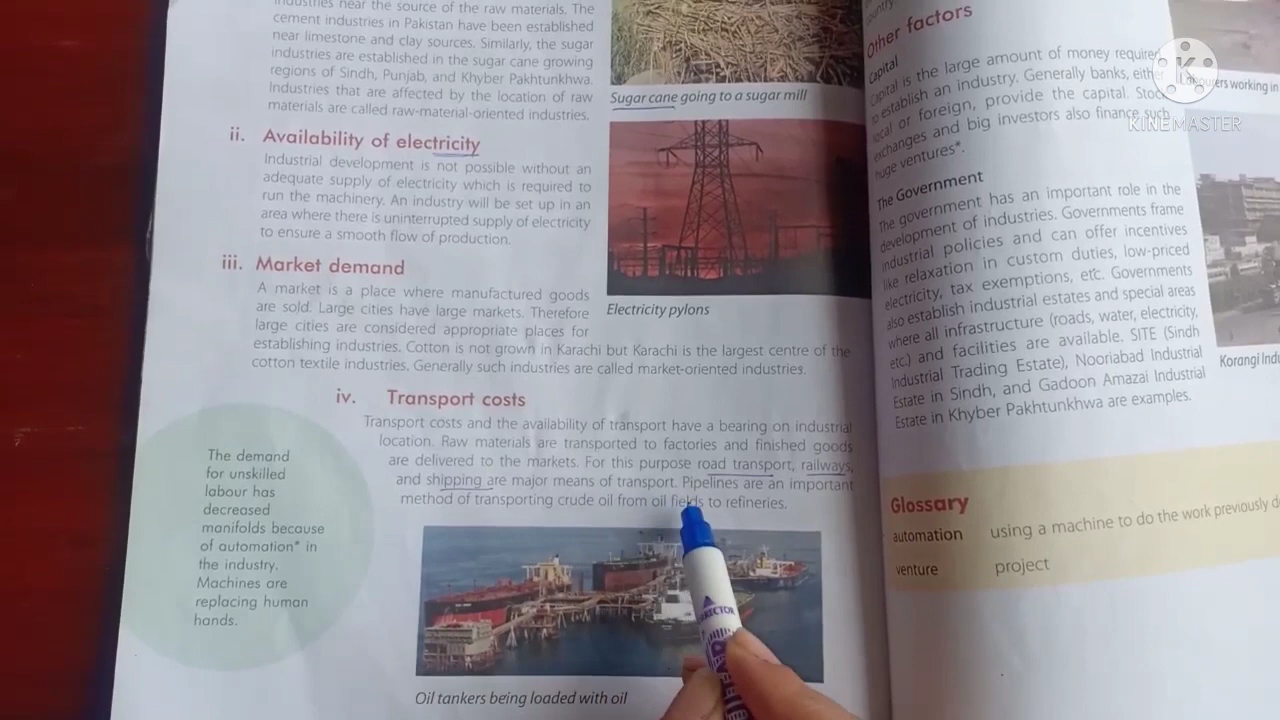 industries near the source of the raw materials. The
cement industries in Pakistan have been established
near limestone and clay sources. Similarly, the sugar
industries are established in the sugar cane growing
regions of Sindh, Punjab, and Khyber Pakhtunkhwa.
Industries that are affected by the location of raw
materials are called raw-material-oriented industries.
Sugar cane going to a sugar mill
ii. Availability of electricity
Industrial development is not possible without an
adequate supply of electricity which is required to
run the machinery. An industry will be set up in an
area where there is uninterrupted supply of electricity
to ensure a smooth flow of production.
Electricity pylons
iii. Market demand
A market is a place where manufactured goods
are sold. Large cities have large markets. Therefore
large cities are considered appropriate places for
establishing industries. Cotton is not grown in Karachi but Karachi is the largest centre of the
cotton textile industries. Generally such industries are called market-oriented industries.
iv. Transport costs
Transport costs and the availability of transport have a bearing on industrial
location. Raw materials are transported to factories and finished goods
are delivered to the markets. For this purpose road transport, railways,
and shipping are major means of transport. Pipelines are an important
method of transporting crude oil from oil fields to refineries.
The demand
for unskilled
labour has
decreased
manifolds because
of automation* in
the industry.
Machines are
replacing human
hands.
Oil tankers being loaded with oil
country
Other factors
Capital
Capital is the large amount of money required
to establish an industry. Generally banks, either
local or foreign, provide the capital. Stock
exchanges and big investors also finance such
huge ventures*.
The Government
The government has an important role in the
development of industries. Governments frame
industrial policies and can offer incentives
like relaxation in custom duties, low-priced
electricity, tax exemptions, etc. Governments
also establish industrial estates and special areas
where all infrastructure (roads, water, electricity,
etc.) and facilities are available. SITE (Sindh
Industrial Trading Estate), Nooriabad Industrial
Estate in Sindh, and Gadoon Amazai Industrial
Estate in Khyber Pakhtunkhwa are examples.
Glossary
automation using a machine to do the work previously
venture project
working in
Korangi
KINEMASTER